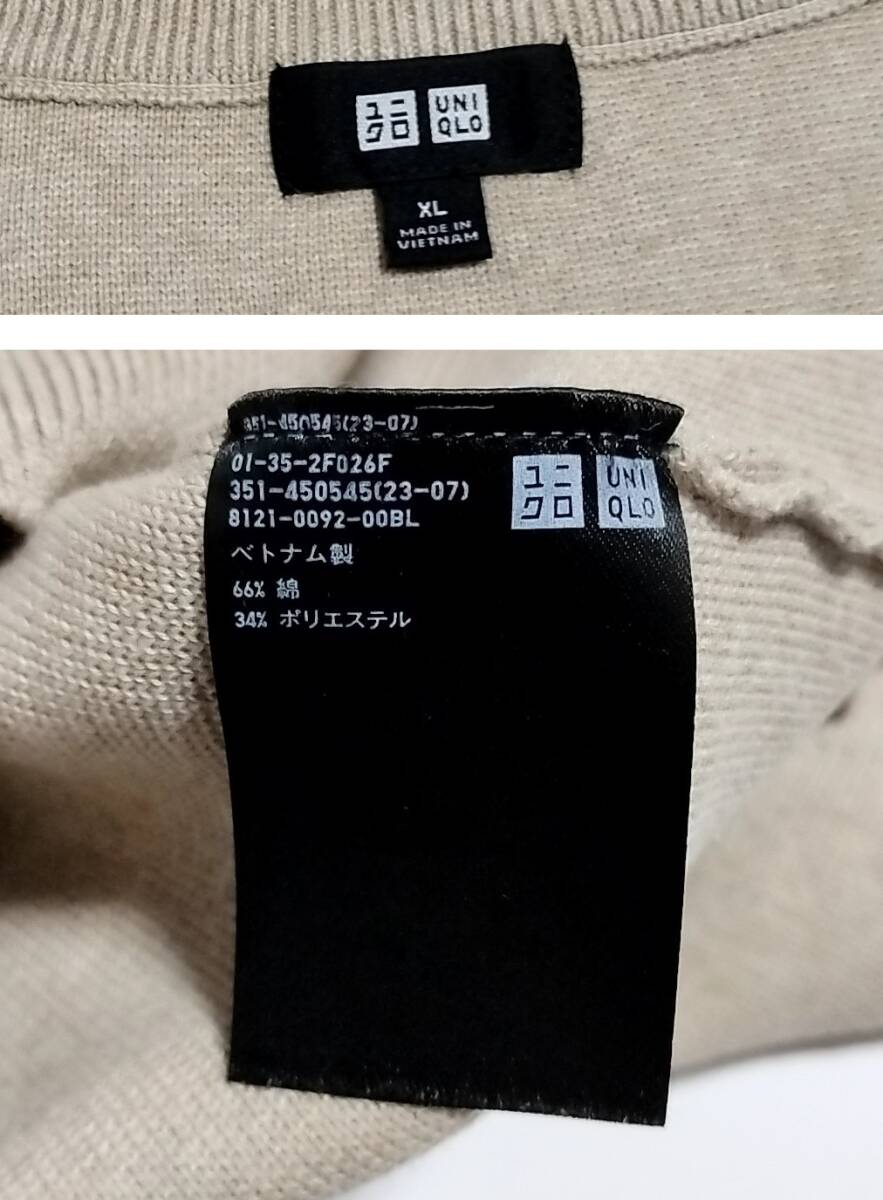 ユニ
クロ
UNI
QLO
XL
MADE IN
VIETNAM
351-450545(23-07)
01-35-2F026F
351-450545(23-07)
8121-0092-00BL
ユニ
クロ
UNI
QLO
ベトナム製
66% 綿
34% ポリエステル